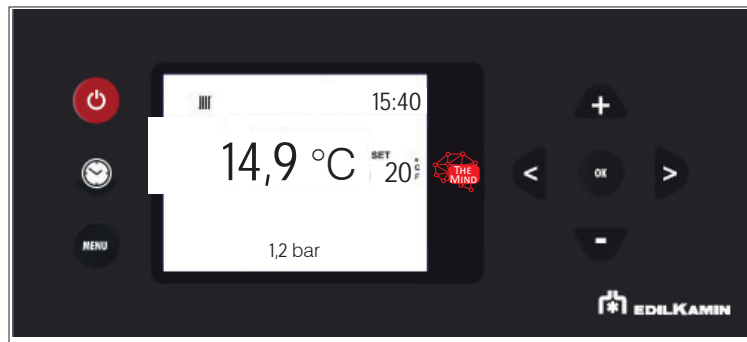 15:40
14,9 °C
SET
20 °C
°F
THE
MIND
1,2 bar
MENU
OK
+
<
>
-
EDILKAMIN